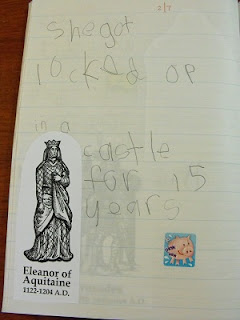 2/7
she got
locked op
in a
castle
for 15
years
Eleanor of
Aquitaine
1122-1204 A.D.